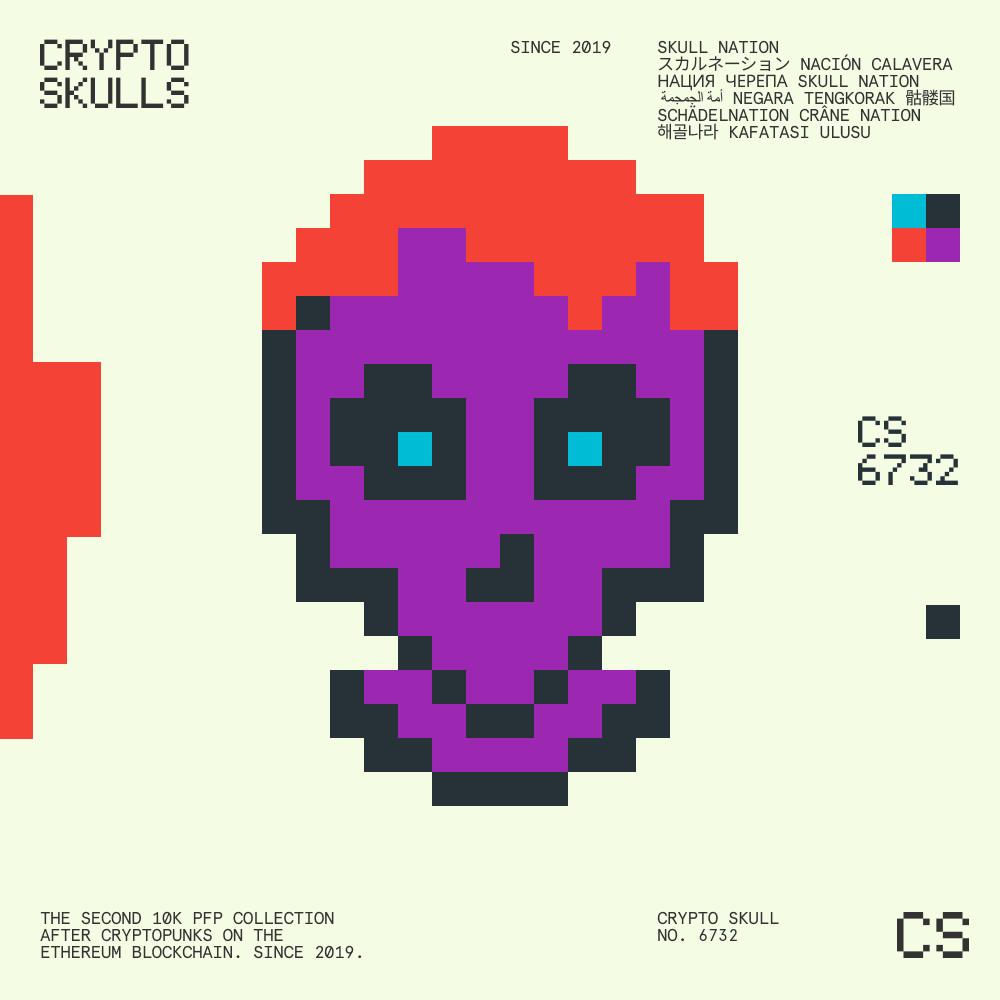 CRYPTO
SKULLS
SINCE 2019
SKULL NATION
スカルネーション NACIÓN CALAVERA
НАЦИЯ ЧЕРЕПА SKULL NATION
أمة الجمجمة NEGARA TENGKORAK 骷髅国
SCHÄDELNATION CRÂNE NATION
해골나라 KAFATASI ULUSU
CS
6732
THE SECOND 10K PFP COLLECTION
AFTER CRYPTOPUNKS ON THE
ETHEREUM BLOCKCHAIN. SINCE 2019.
CRYPTO SKULL
NO. 6732
CS